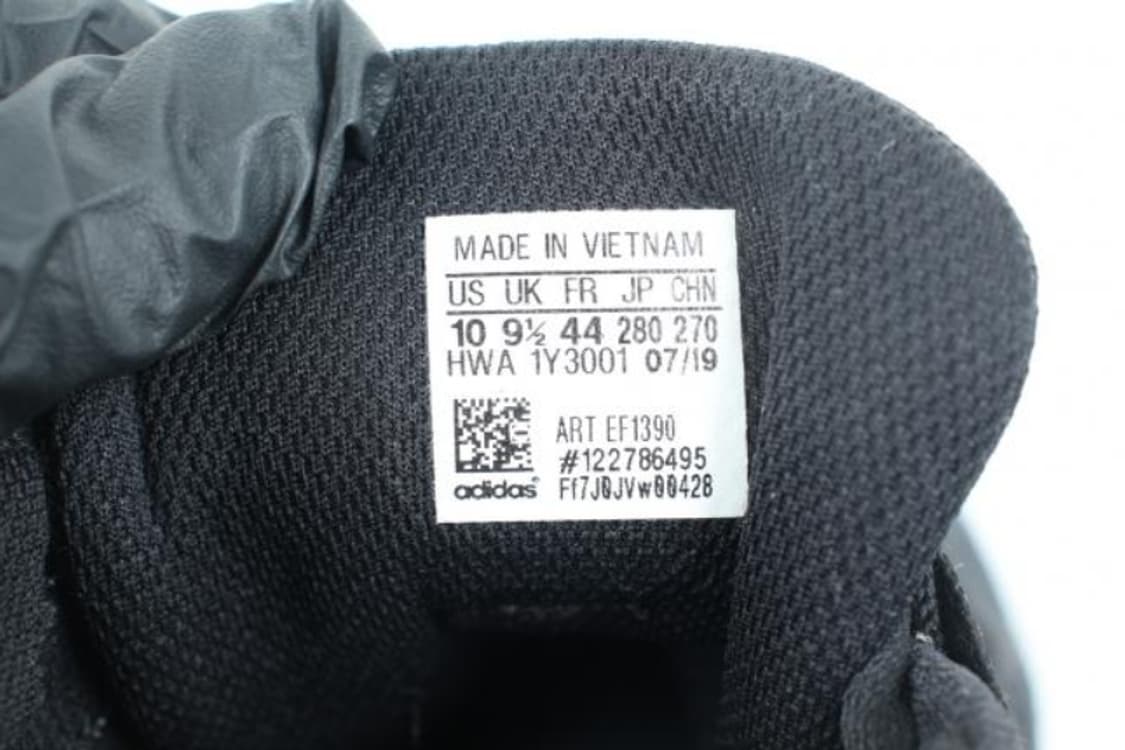 MADE IN VIETNAM
US UK FR JP CHN
10 9½ 44 280 270
HWA 1Y3001 07/19
ART EF1390
#122786495
adidas Ff7J0JVw00428